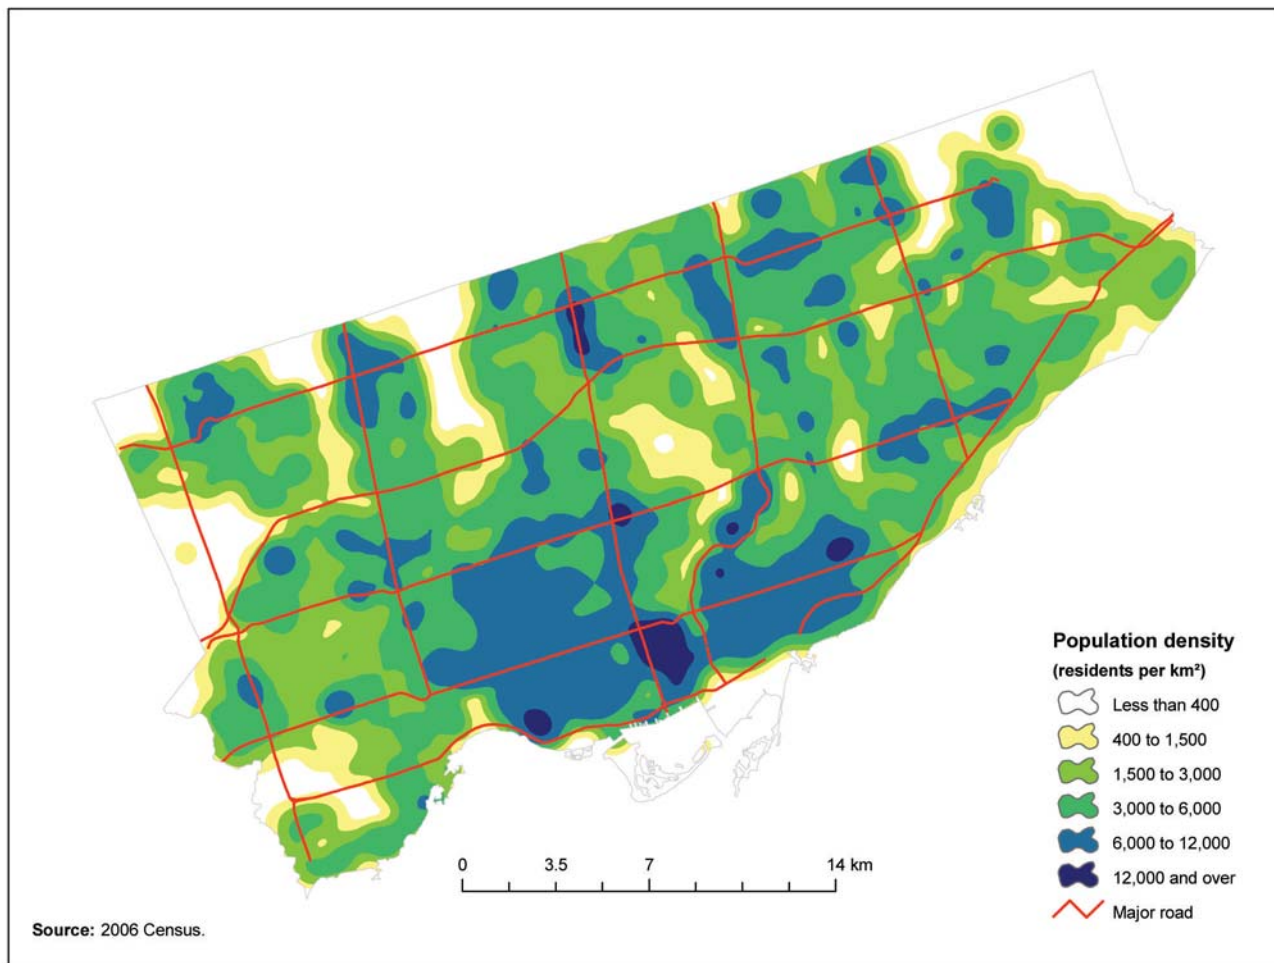 Population density
(residents per km²)
Less than 400
400 to 1,500
1,500 to 3,000
3,000 to 6,000
6,000 to 12,000
12,000 and over
Major road
0 3.5 7 14 km
Source: 2006 Census.